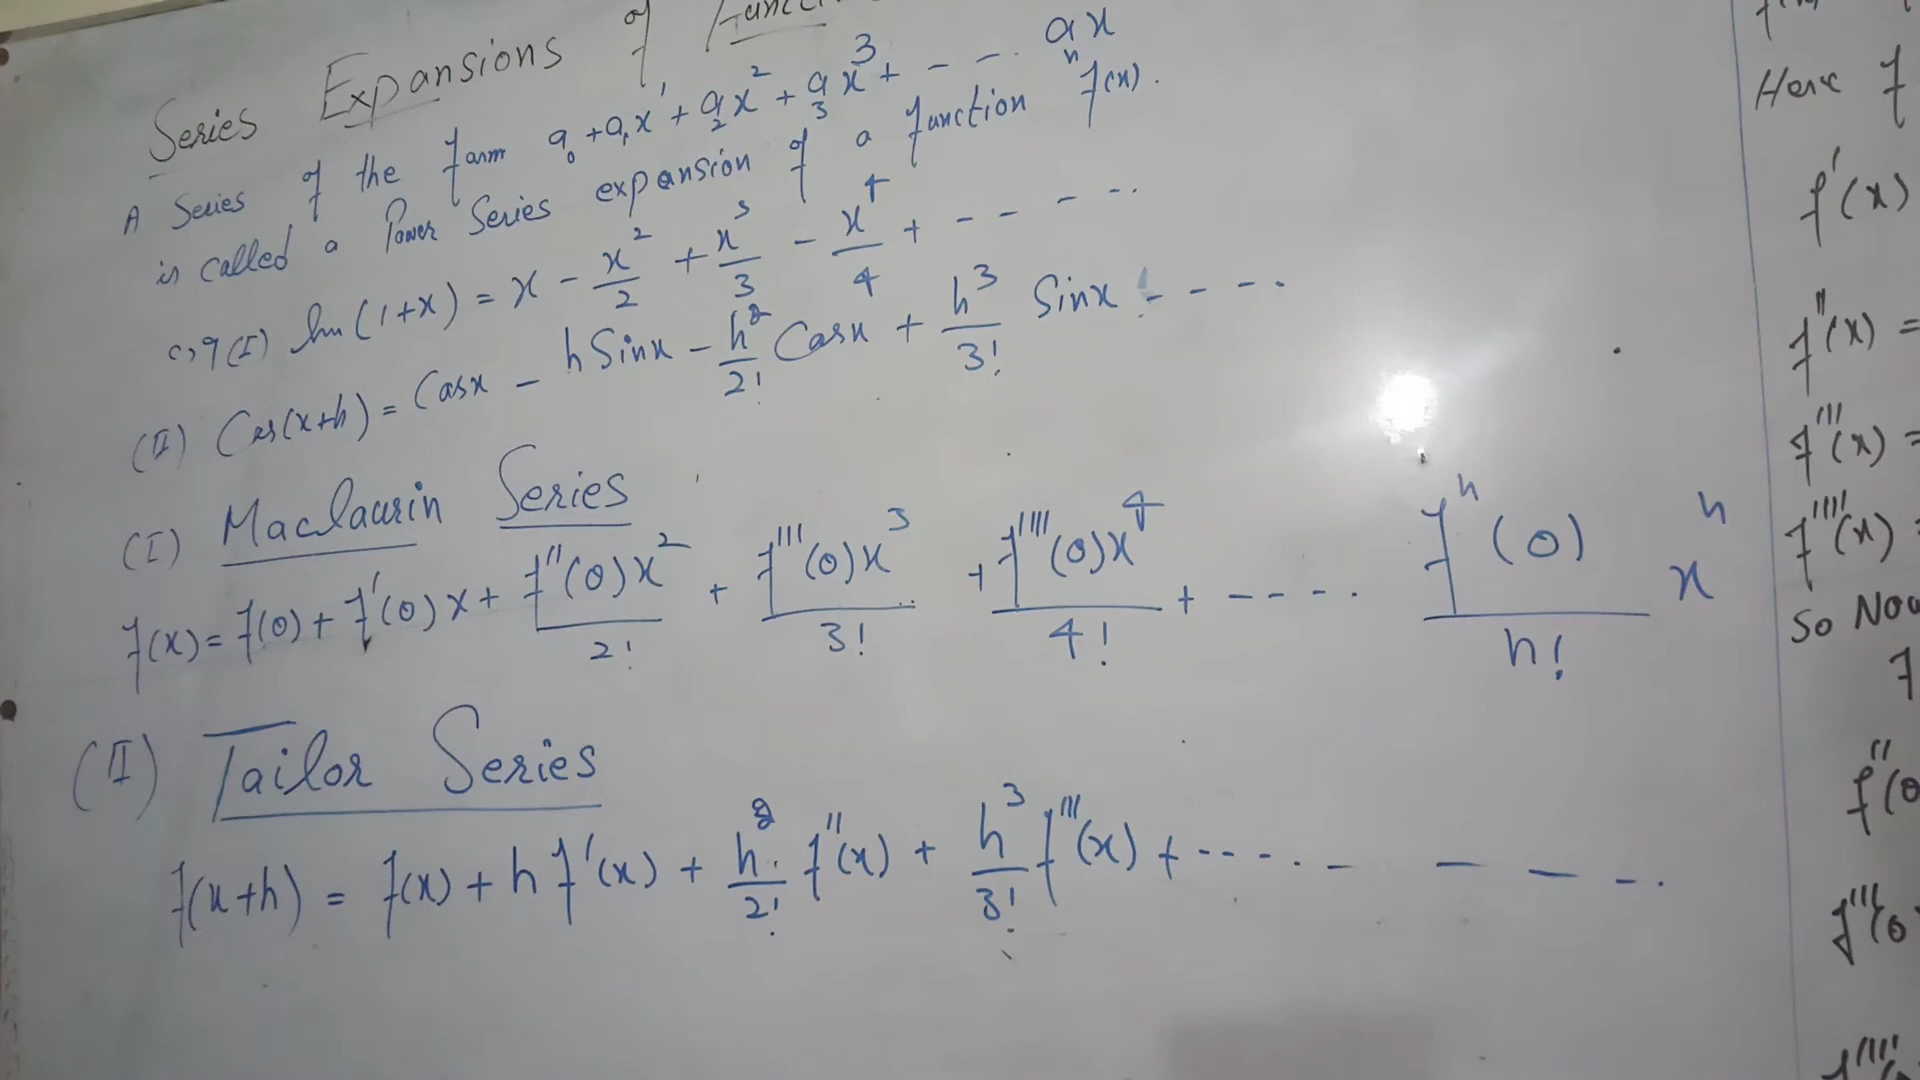 Series Expansions of
A Series of the form a₀ + a₁x¹ + a₂x² + a₃x³ + - - -. aₙx
is called a Power Series expansion of a function f(x).
e.g (I) ln(1+x) = x - x²/2 + x³/3 - x⁴/4 + - - - -..
(II) Cos(x+h) = Cosx - hSinx - h²/2! Cosx + h³/3! Sinx - - - -.
(I) Maclaurin Series
f(x) = f(0) + f'(0)x + f''(0)x²/2! + f'''(0)x³/3! + f''''(0)x⁴/4! + - - - -. fⁿ(0)/n! xⁿ
(II) Tailor Series
f(x+h) = f(x) + h f'(x) + h²/2! f''(x) + h³/3! f'''(x) + - - - -. - - - -.
Here f
f'(x)
f''(x) =
f'''(x) =
f''''(x) =
So Now
f
f''(0
f'''(0